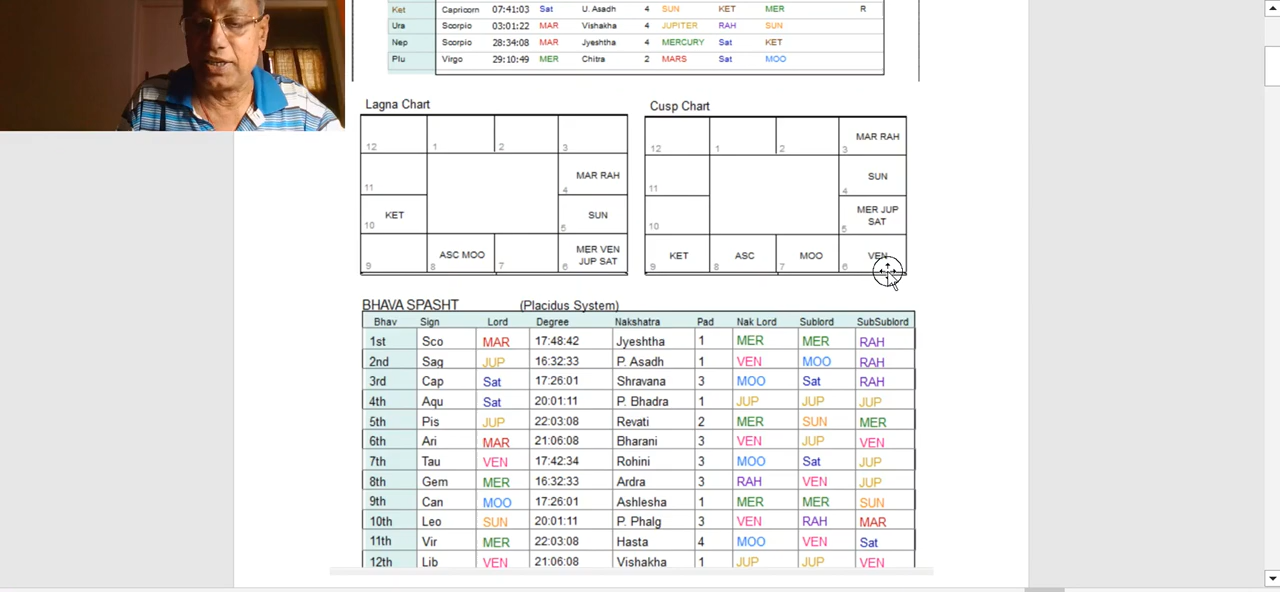 Ket Capricorn 07:41:03 Sat U. Asadh 4 SUN KET MER R
Ura Scorpio 03:01:22 MAR Vishakha 4 JUPITER RAH SUN
Nep Scorpio 28:34:08 MAR Jyeshtha 4 MERCURY Sat KET
Plu Virgo 29:10:49 MER Chitra 2 MARS Sat MOO
Lagna Chart
12 1 2 3
11 MAR RAH 4
KET 10 SUN 5
9 ASC MOO 8 7 MER VEN JUP SAT 6
Cusp Chart
12 1 2 MAR RAH 3
11 SUN 4
10 MER JUP SAT 5
KET 9 ASC 8 MOO 7 VEN 6
BHAVA SPASHT (Placidus System)
Bhav Sign Lord Degree Nakshatra Pad Nak Lord Sublord SubSublord
1st Sco MAR 17:48:42 Jyeshtha 1 MER MER RAH
2nd Sag JUP 16:32:33 P. Asadh 1 VEN MOO RAH
3rd Cap Sat 17:26:01 Shravana 3 MOO Sat RAH
4th Aqu Sat 20:01:11 P. Bhadra 1 JUP JUP JUP
5th Pis JUP 22:03:08 Revati 2 MER SUN MER
6th Ari MAR 21:06:08 Bharani 3 VEN JUP VEN
7th Tau VEN 17:42:34 Rohini 3 MOO Sat JUP
8th Gem MER 16:32:33 Ardra 3 RAH VEN JUP
9th Can MOO 17:26:01 Ashlesha 1 MER MER SUN
10th Leo SUN 20:01:11 P. Phalg 3 VEN RAH MAR
11th Vir MER 22:03:08 Hasta 4 MOO VEN Sat
12th Lib VEN 21:06:08 Vishakha 1 JUP JUP VEN